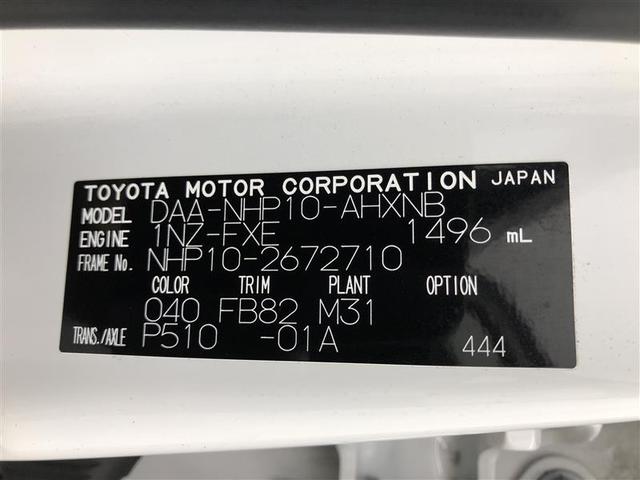 TOYOTA MOTOR CORPORATION JAPAN
MODEL DAA-NHP10-AHXNB
ENGINE 1NZ-FXE 1496 mL
FRAME No. NHP10-2672710
COLOR TRIM PLANT OPTION
040 FB82 M31
TRANS./AXLE P510 -01A 444